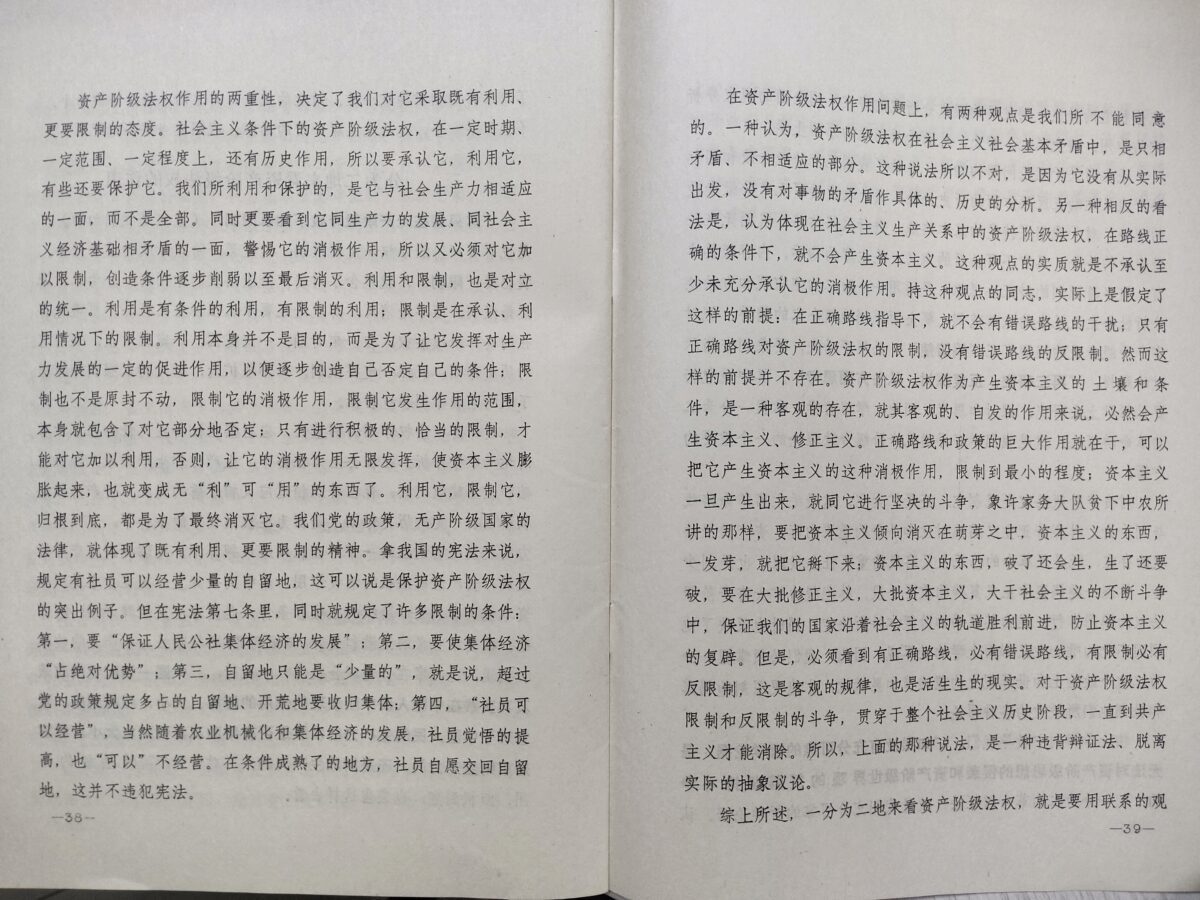 资产阶级法权作用的两重性，决定了我们对它采取既有利用、
更要限制的态度。社会主义条件下的资产阶级法权，在一定时期、
一定范围、一定程度上，还有历史作用，所以要承认它，利用它，
有些还要保护它。我们所利用和保护的，是它与社会生产力相适应
的一面，而不是全部。同时更要看到它同生产力的发展、同社会主
义经济基础相矛盾的一面，警惕它的消极作用，所以又必须对它加
以限制，创造条件逐步削弱以至最后消灭。利用和限制，也是对立
的统一。利用是有条件的利用，有限制的利用；限制是在承认、利
用情况下的限制。利用本身并不是目的，而是为了让它发挥对生产
力发展的一定的促进作用，以便逐步创造自己否定自己的条件；限
制也不是原封不动，限制它的消极作用，限制它发生作用的范围，
本身就包含了对它部分地否定；只有进行积极的、恰当的限制，才
能对它加以利用，否则，让它的消极作用无限发挥，使资本主义膨
胀起来，也就变成无“利”可“用”的东西了。利用它，限制它，
归根到底，都是为了最终消灭它。我们党的政策，无产阶级国家的
法律，就体现了既有利用、更要限制的精神。拿我国的宪法来说，
规定有社员可以经营少量的自留地，这可以说是保护资产阶级法权
的突出例子。但在宪法第七条里，同时就规定了许多限制的条件：
第一，要“保证人民公社集体经济的发展”；第二，要使集体经济
“占绝对优势”；第三，自留地只能是“少量的”，就是说，超过
党的政策规定多占的自留地、开荒地要收归集体；第四，“社员可
以经营”，当然随着农业机械化和集体经济的发展，社员觉悟的提
高，也“可以”不经营。在条件成熟了的地方，社员自愿交回自留
地，这并不违犯宪法。
—38—
在资产阶级法权作用问题上，有两种观点是我们所不能同意
的。一种认为，资产阶级法权在社会主义社会基本矛盾中，是只相
矛盾、不相适应的部分。这种说法所以不对，是因为它没有从实际
出发，没有对事物的矛盾作具体的、历史的分析。另一种相反的看
法是，认为体现在社会主义生产关系中的资产阶级法权，在路线正
确的条件下，就不会产生资本主义。这种观点的实质就是不承认至
少未充分承认它的消极作用。持这种观点的同志，实际上是假定了
这样的前提：在正确路线指导下，就不会有错误路线的干扰；只有
正确路线对资产阶级法权的限制，没有错误路线的反限制。然而这
样的前提并不存在。资产阶级法权作为产生资本主义的土壤和条
件，是一种客观的存在，就其客观的、自发的作用来说，必然会产
生资本主义、修正主义。正确路线和政策的巨大作用就在于，可以
把它产生资本主义的这种消极作用，限制到最小的程度；资本主义
一旦产生出来，就同它进行坚决的斗争，象许家务大队贫下中农所
讲的那样，要把资本主义倾向消灭在萌芽之中，资本主义的东西，
一发芽，就把它掰下来；资本主义的东西，破了还会生，生了还要
破，要在大批修正主义，大批资本主义，大干社会主义的不断斗争
中，保证我们的国家沿着社会主义的轨道胜利前进，防止资本主义
的复辟。但是，必须看到有正确路线，必有错误路线，有限制必有
反限制，这是客观的规律，也是活生生的现实。对于资产阶级法权
限制和反限制的斗争，贯穿于整个社会主义历史阶段，一直到共产
主义才能消除。所以，上面的那种说法，是一种违背辩证法、脱离
实际的抽象议论。
综上所述，一分为二地来看资产阶级法权，就是要用联系的观
—39—